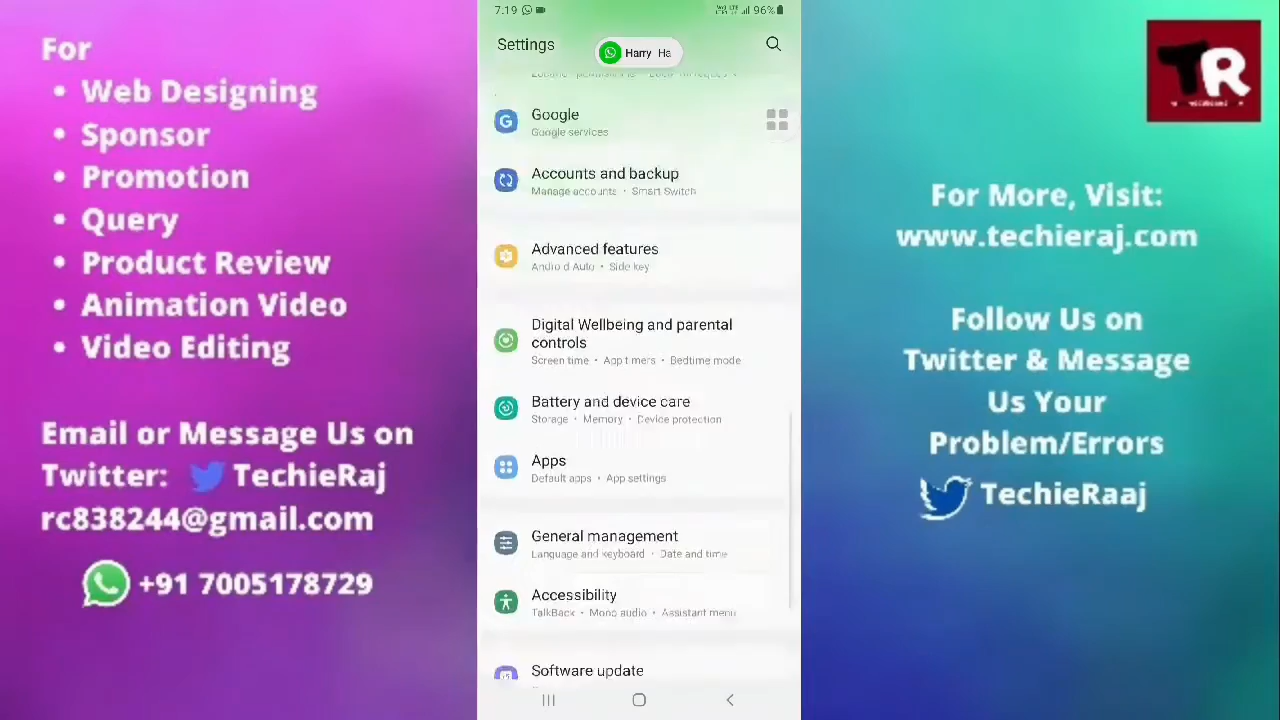 For
• Web Designing
• Sponsor
• Promotion
• Query
• Product Review
• Animation Video
• Video Editing
Email or Message Us on
Twitter: TechieRaj
rc838244@gmail.com
+91 7005178729
7:19
96%
Settings
Harry Ha
Google
Google services
Accounts and backup
Manage accounts • Smart Switch
Advanced features
Android Auto • Side key
Digital Wellbeing and parental
controls
Screen time • App timers • Bedtime mode
Battery and device care
Storage • Memory • Device protection
Apps
Default apps • App settings
General management
Language and keyboard • Date and time
Accessibility
TalkBack • Mono audio • Assistant menu
Software update
TR
For More, Visit:
www.techieraj.com
Follow Us on
Twitter & Message
Us Your
Problem/Errors
TechieRaaj